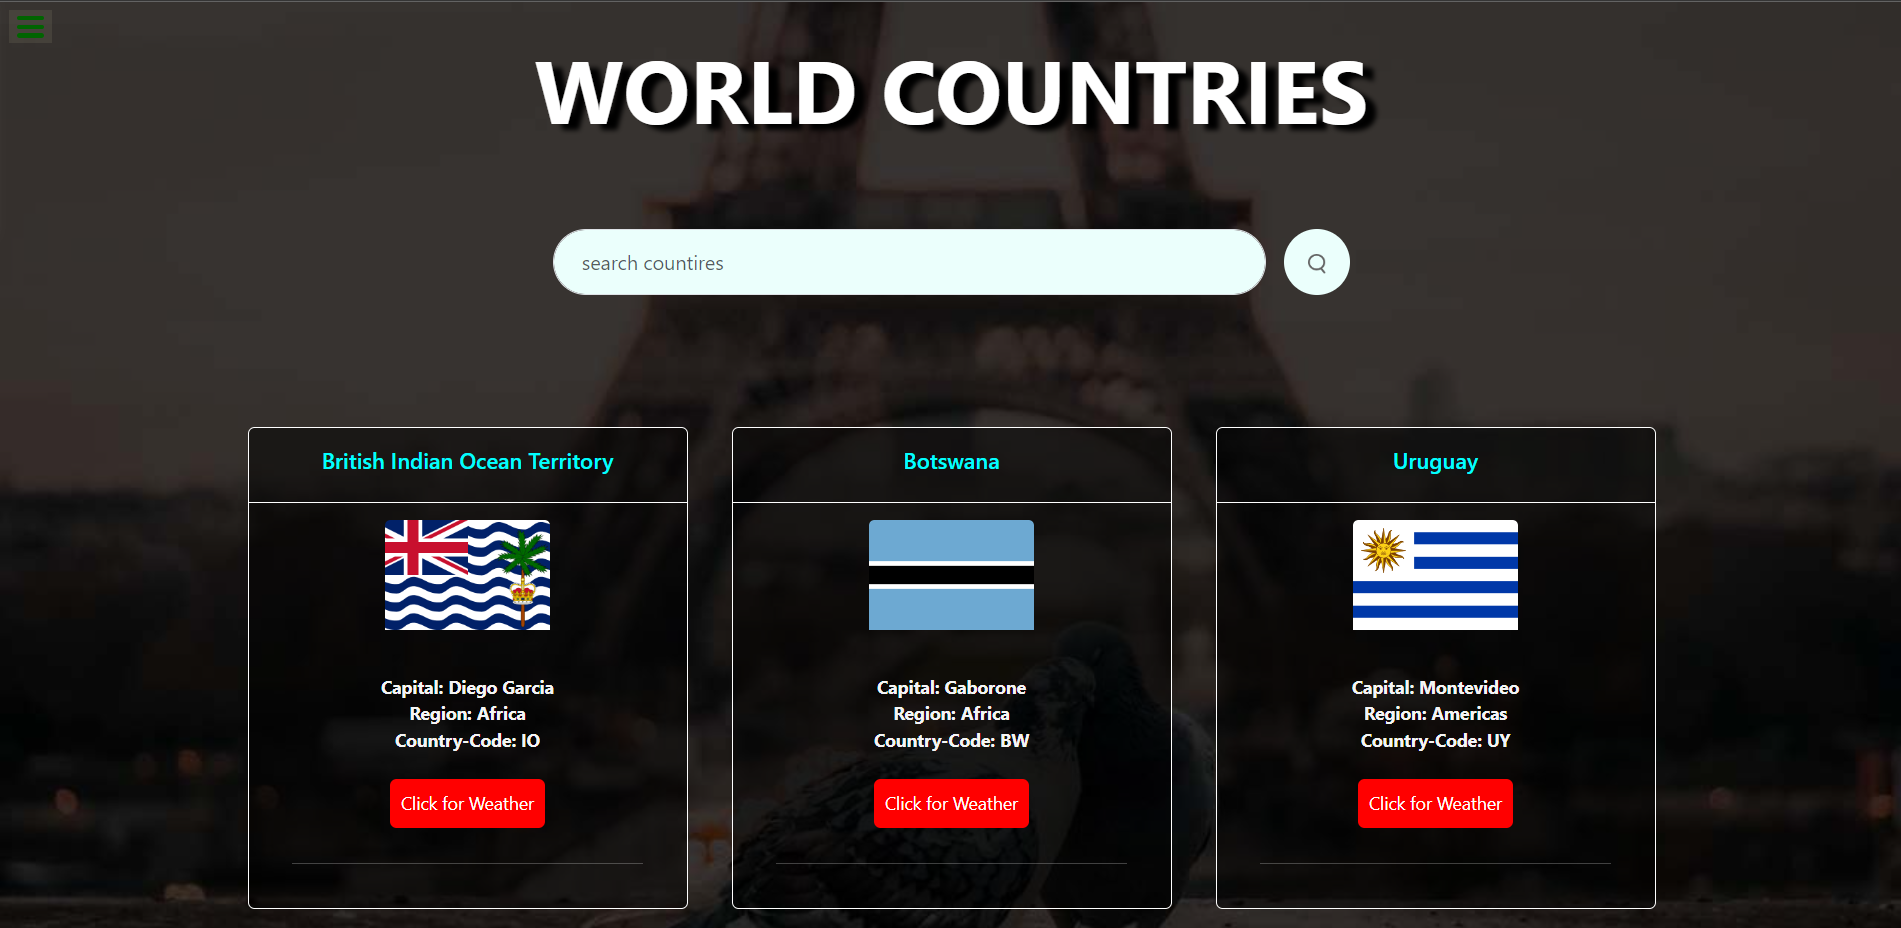 WORLD COUNTRIES
search countires
British Indian Ocean Territory
Capital: Diego Garcia
Region: Africa
Country-Code: IO
Click for Weather
Botswana
Capital: Gaborone
Region: Africa
Country-Code: BW
Click for Weather
Uruguay
Capital: Montevideo
Region: Americas
Country-Code: UY
Click for Weather